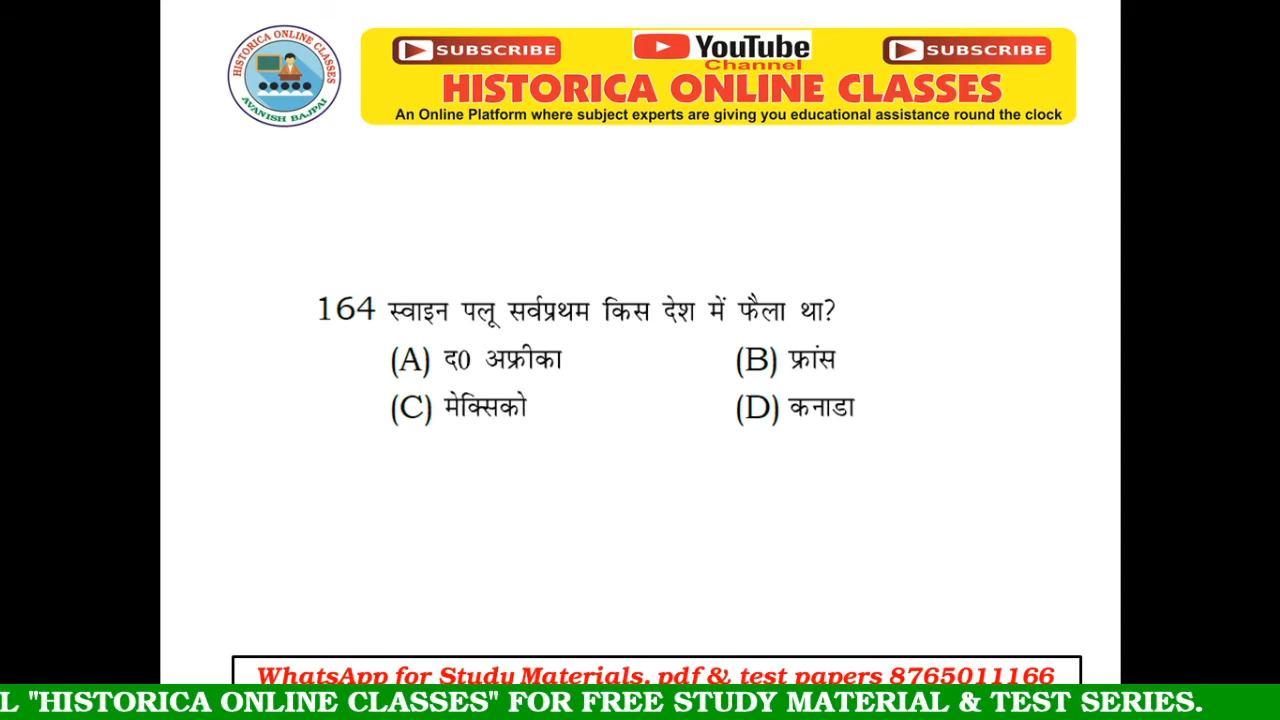 HISTORICA ONLINE CLASSES
AVANISH BAJPAI
SUBSCRIBE
YouTube
Channel
SUBSCRIBE
HISTORICA ONLINE CLASSES
An Online Platform where subject experts are giving you educational assistance round the clock
164 स्वाइन पलू सर्वप्रथम किस देश में फैला था?
(A) द0 अफ्रीका (B) फ्रांस
(C) मेक्सिको (D) कनाडा
WhatsApp for Study Materials, pdf & test papers 8765011166
L "HISTORICA ONLINE CLASSES" FOR FREE STUDY MATERIAL & TEST SERIES.